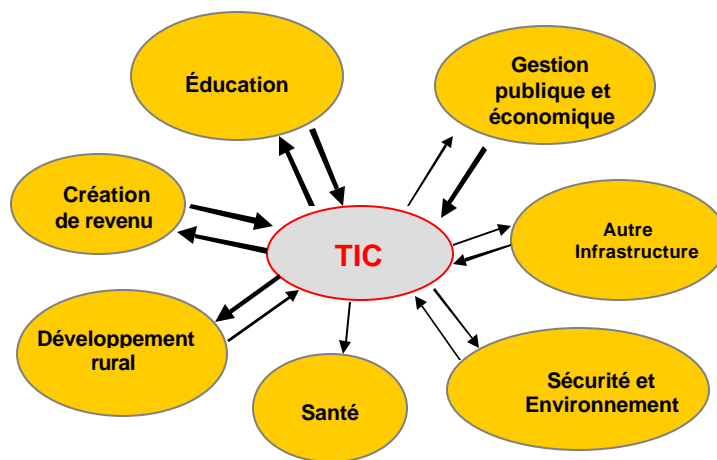 Éducation
Gestion
publique et
économique
Création
de revenu
TIC
Autre
Infrastructure
Développement
rural
Santé
Sécurité et
Environnement